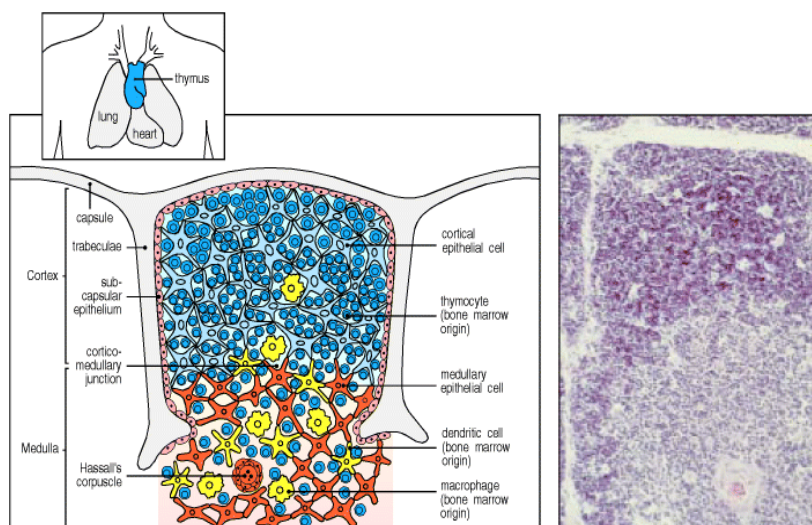 thymus
lung
heart
capsule
trabeculae
Cortex
sub-
capsular
epithelium
cortico-
medullary
junction
Medulla
Hassall's
corpuscle
cortical
epithelial cell
thymocyte
(bone marrow
origin)
medullary
epithelial cell
dendritic cell
(bone marrow
origin)
macrophage
(bone marrow
origin)